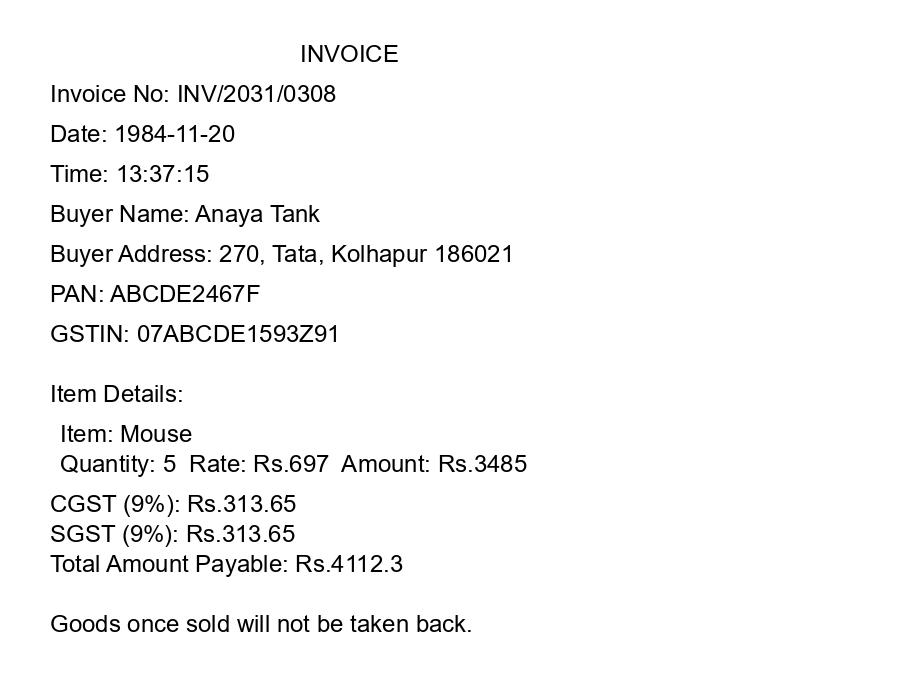 INVOICE
Invoice No: INV/2031/0308
Date: 1984-11-20
Time: 13:37:15
Buyer Name: Anaya Tank
Buyer Address: 270, Tata, Kolhapur 186021
PAN: ABCDE2467F
GSTIN: 07ABCDE1593Z91
Item Details:
Item: Mouse
Quantity: 5  Rate: Rs.697  Amount: Rs.3485
CGST (9%): Rs.313.65
SGST (9%): Rs.313.65
Total Amount Payable: Rs.4112.3
Goods once sold will not be taken back.